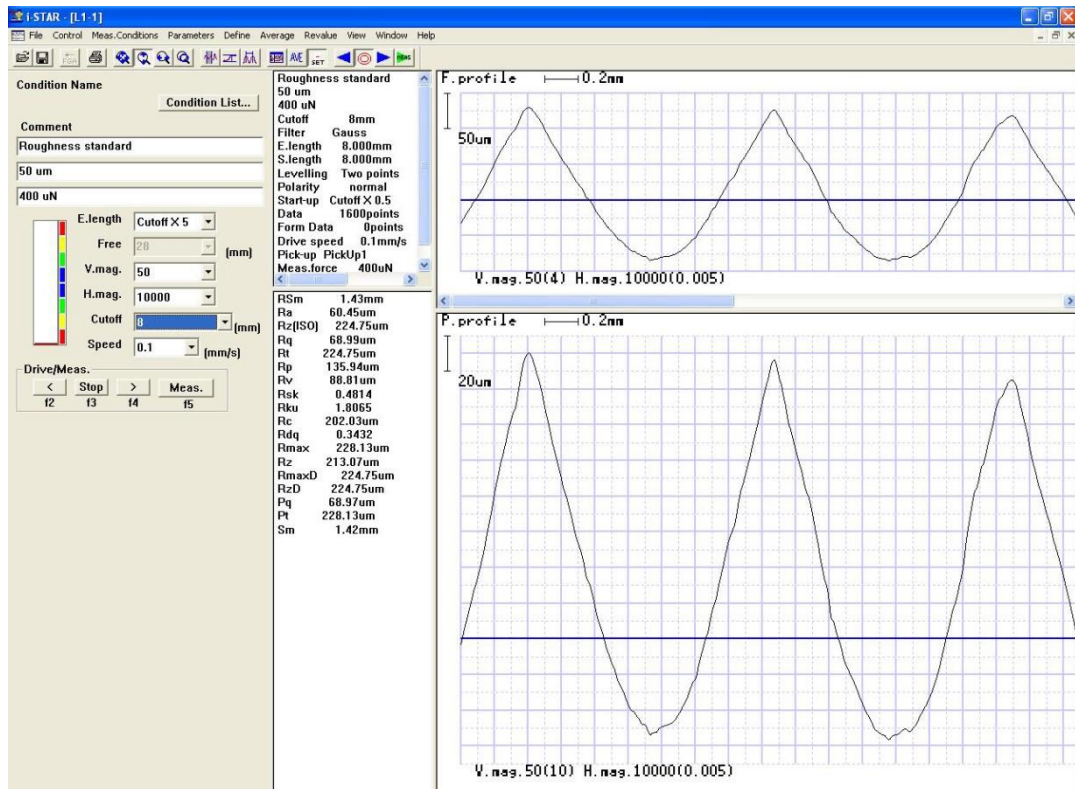 i-STAR - [L1-1]
File Control Meas.Conditions Parameters Define Average Revalue View Window Help
AVE SET
Condition Name
Condition List...
Comment
Roughness standard
50 um
400 uN
E.length Cutoff X 5
Free 28 (mm)
V.mag. 50
H.mag. 10000
Cutoff 8 (mm)
Speed 0.1 (mm/s)
Drive/Meas.
< Stop > Meas.
f2 f3 f4 f5
Roughness standard
50 um
400 uN
Cutoff 8mm
Filter Gauss
E.length 8.000mm
S.length 8.000mm
Levelling Two points
Polarity normal
Start-up Cutoff X 0.5
Data 1600points
Form Data 0points
Drive speed 0.1mm/s
Pick-up PickUp1
Meas.force 400uN
RSm 1.43mm
Ra 60.45um
Rz(ISO) 224.75um
Rq 68.99um
Rt 224.75um
Rp 135.94um
Rv 88.81um
Rsk 0.4814
Rku 1.8065
Rc 202.03um
Rdq 0.3432
Rmax 228.13um
Rz 213.07um
RmaxD 224.75um
RzD 224.75um
Pq 68.97um
Pt 228.13um
Sm 1.42mm
F.profile 0.2mm
50um
V.mag.50(4) H.mag.10000(0.005)
P.profile 0.2mm
20um
V.mag.50(10) H.mag.10000(0.005)